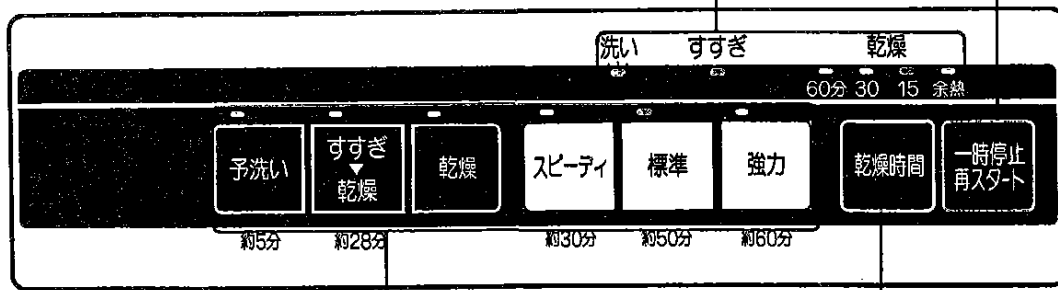 洗い すすぎ 乾燥
60分 30 15 余熱
予洗い
すすぎ
▼
乾燥
乾燥
スピーディ
標準
強力
乾燥時間
一時停止
再スタート
約5分 約28分 約30分 約50分 約60分